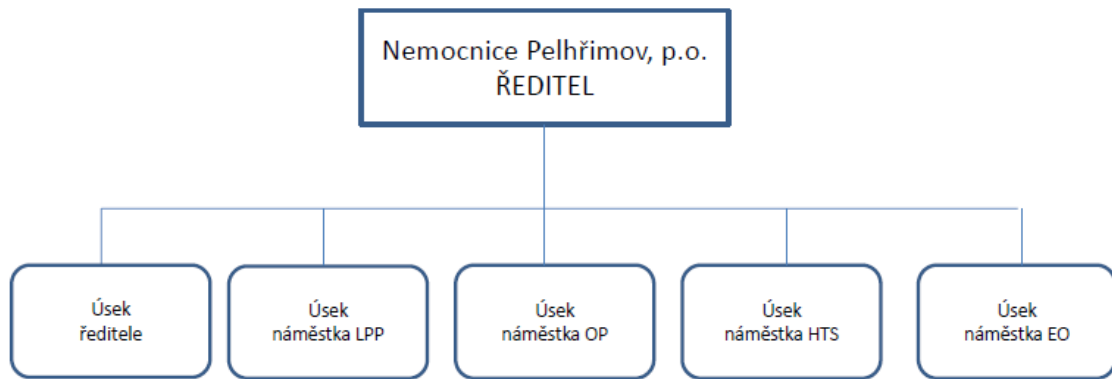 Nemocnice Pelhřimov, p.o.
ŘEDITEL
Úsek
ředitele
Úsek
náměstka LPP
Úsek
náměstka OP
Úsek
náměstka HTS
Úsek
náměstka EO